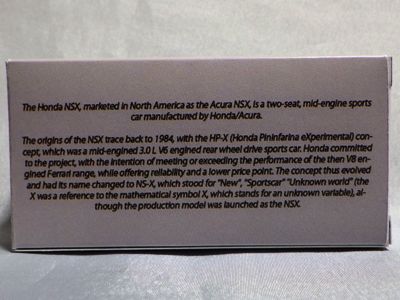 The Honda NSX, marketed in North America as the Acura NSX, is a two-seat, mid-engine sports
car manufactured by Honda/Acura.
The origins of the NSX trace back to 1984, with the HP-X (Honda Pininfarina eXperimental) con-
cept, which was a mid-engined 3.0 L V6 engined rear wheel drive sports car. Honda committed
to the project, with the intention of meeting or exceeding the performance of the then V8 en-
gined Ferrari range, while offering reliability and a lower price point. The concept thus evolved
and had its name changed to NS-X, which stood for "New", "Sportscar" "Unknown world" (the
X was a reference to the mathematical symbol X, which stands for an unknown variable), al-
though the production model was launched as the NSX.